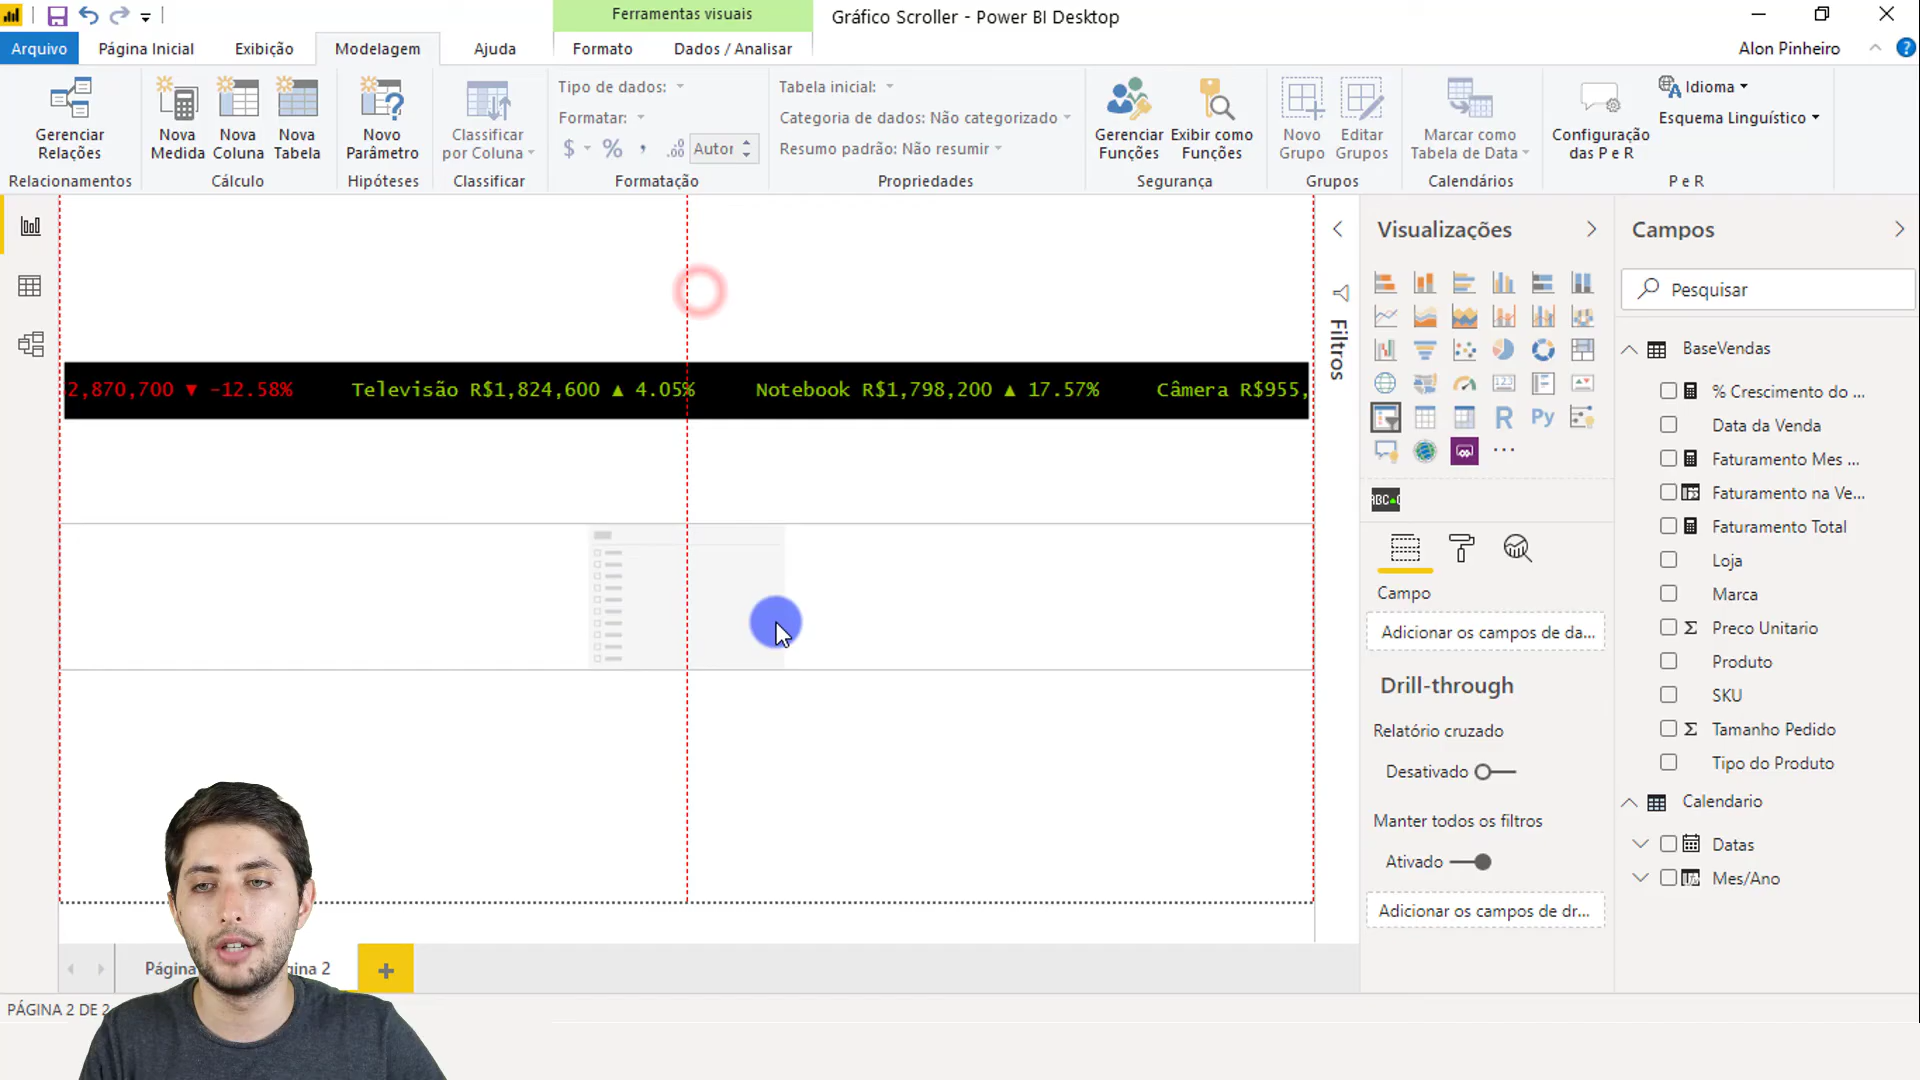 Ferramentas visuais
Gráfico Scroller - Power BI Desktop
Arquivo
Página Inicial
Exibição
Modelagem
Ajuda
Formato
Dados / Analisar
Alon Pinheiro
?
Gerenciar
Relações
Nova
Medida
Nova
Coluna
Nova
Tabela
Novo
Parâmetro
Classificar
por Coluna
Tipo de dados:
Formatar:
$ % , .00 Autor
Tabela inicial:
Categoria de dados: Não categorizado
Resumo padrão: Não resumir
Gerenciar
Funções
Exibir como
Funções
Novo
Grupo
Editar
Grupos
Marcar como
Tabela de Data
Configuração
das P e R
Idioma
Esquema Linguístico
Relacionamentos
Cálculo
Hipóteses
Classificar
Formatação
Propriedades
Segurança
Grupos
Calendários
P e R
2,870,700 ▼ -12.58%
Televisão R$1,824,600 ▲ 4.05%
Notebook R$1,798,200 ▲ 17.57%
Câmera R$955,
Filtros
Visualizações
R
Py
...
ABC
Campo
Adicionar os campos de da...
Drill-through
Relatório cruzado
Desativado
Manter todos os filtros
Ativado
Adicionar os campos de dr...
Campos
Pesquisar
BaseVendas
% Crescimento do ...
Data da Venda
Faturamento Mes ...
Faturamento na Ve...
Faturamento Total
Loja
Marca
Σ Preco Unitario
Produto
SKU
Σ Tamanho Pedido
Tipo do Produto
Calendario
Datas
Mes/Ano
Página
gina 2
+
PÁGINA 2 DE 2